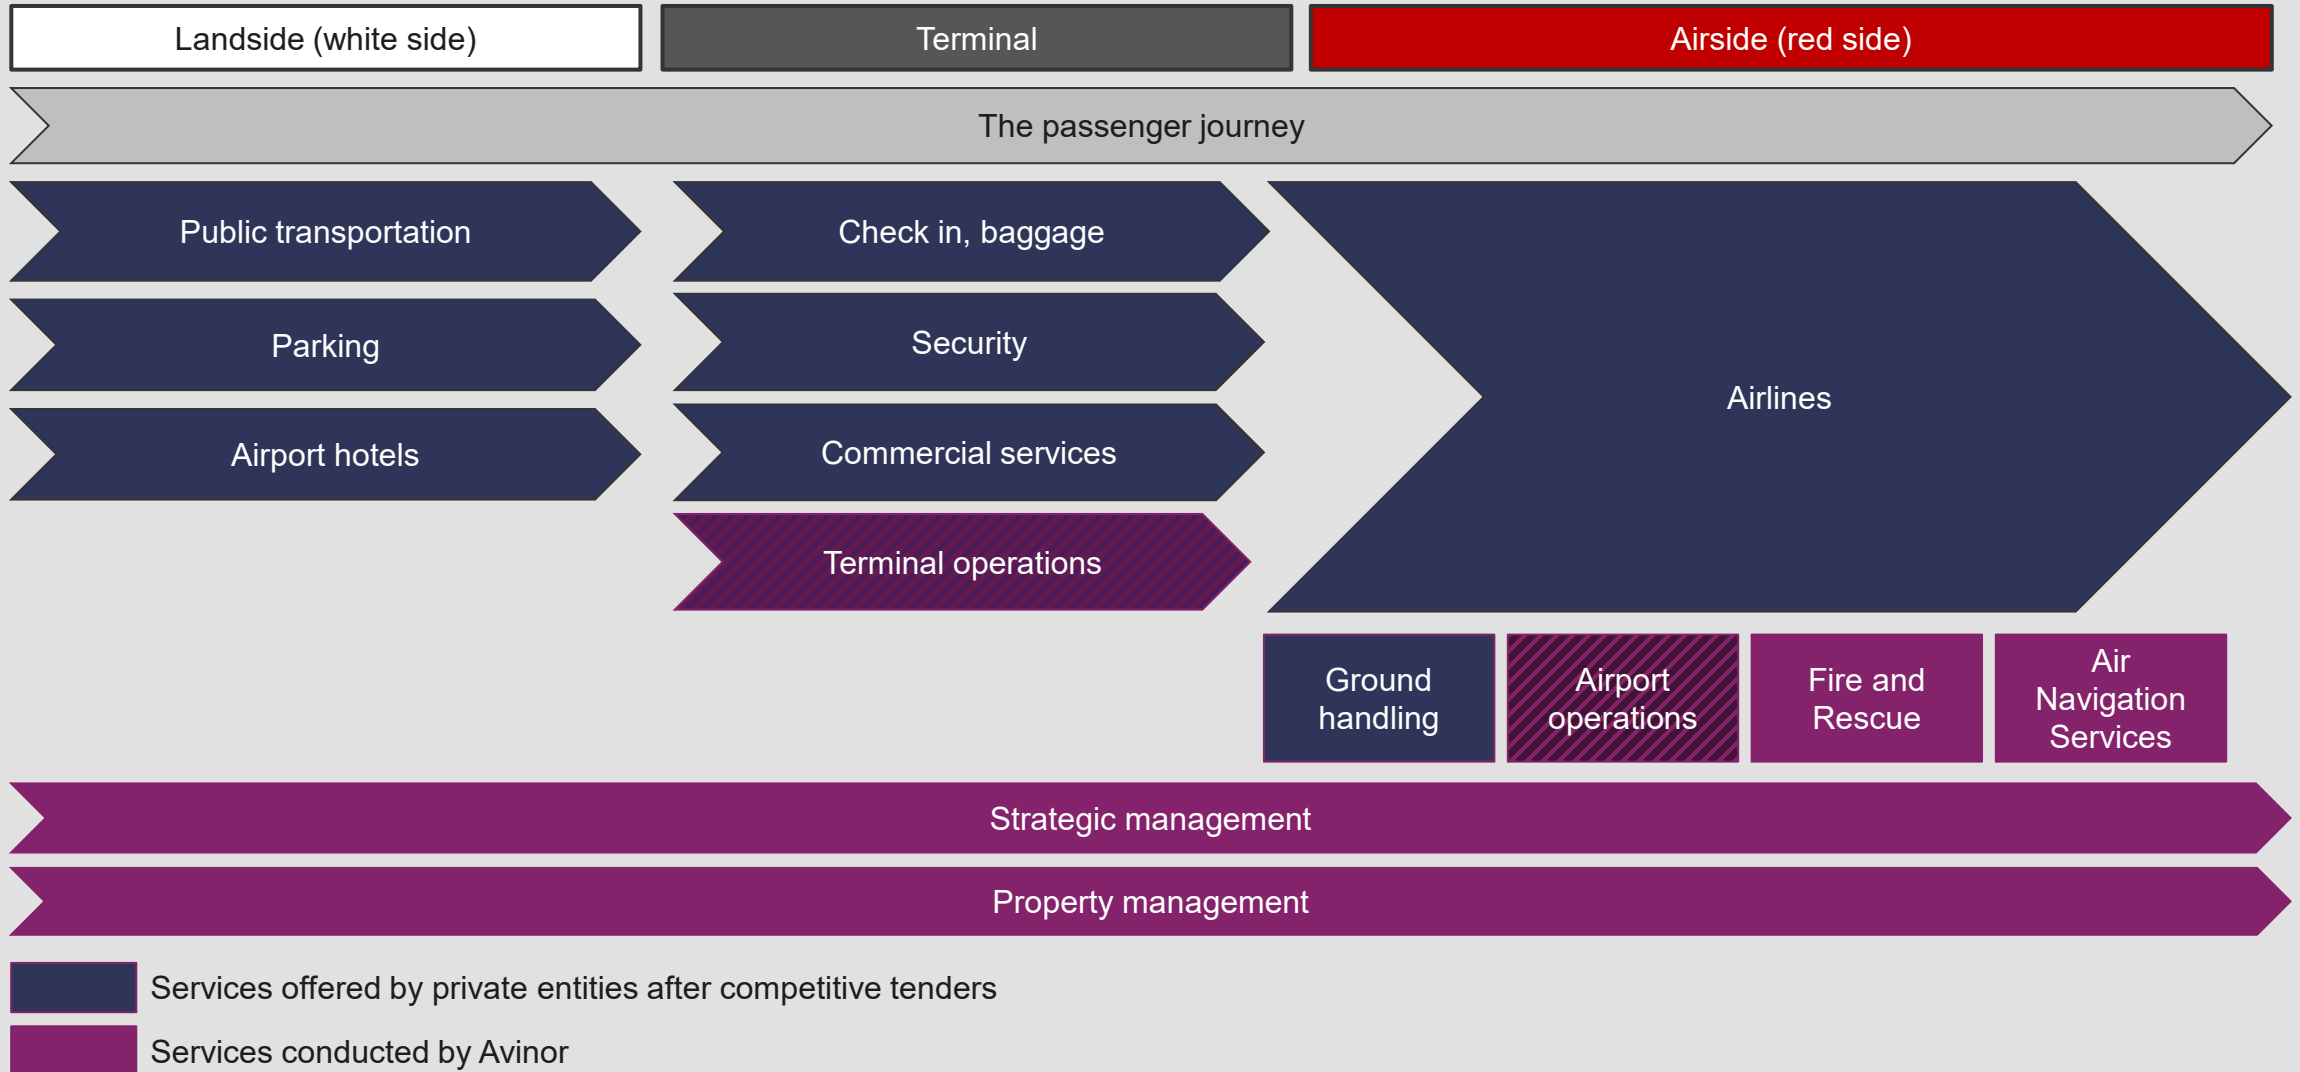 Landside (white side)
Terminal
Airside (red side)
The passenger journey
Public transportation
Parking
Airport hotels
Check in, baggage
Security
Commercial services
Terminal operations
Airlines
Ground
handling
Airport
operations
Fire and
Rescue
Air
Navigation
Services
Strategic management
Property management
Services offered by private entities after competitive tenders
Services conducted by Avinor